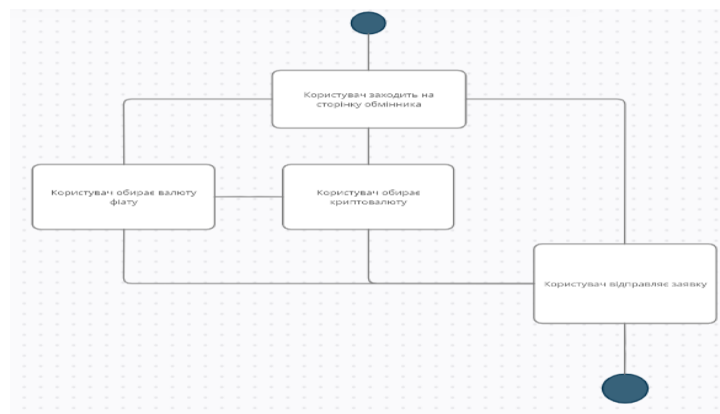 Користувач заходить на
сторінку обмінника
Користувач обирає валюту
фіату
Користувач обирає
криптовалюту
Користувач відправляє заявку